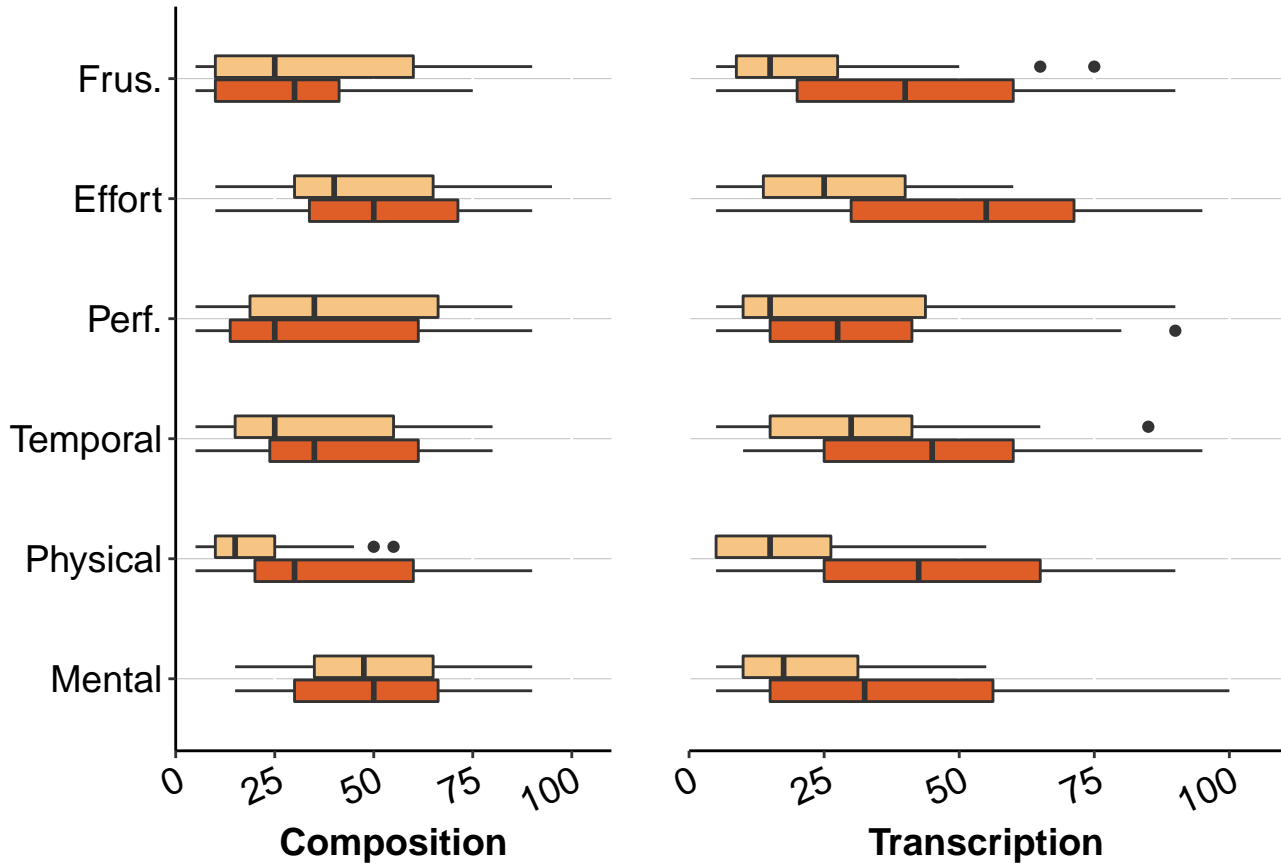 Frus.
Effort
Perf.
Temporal
Physical
Mental
0 25 50 75 100
0 25 50 75 100
Composition
Transcription